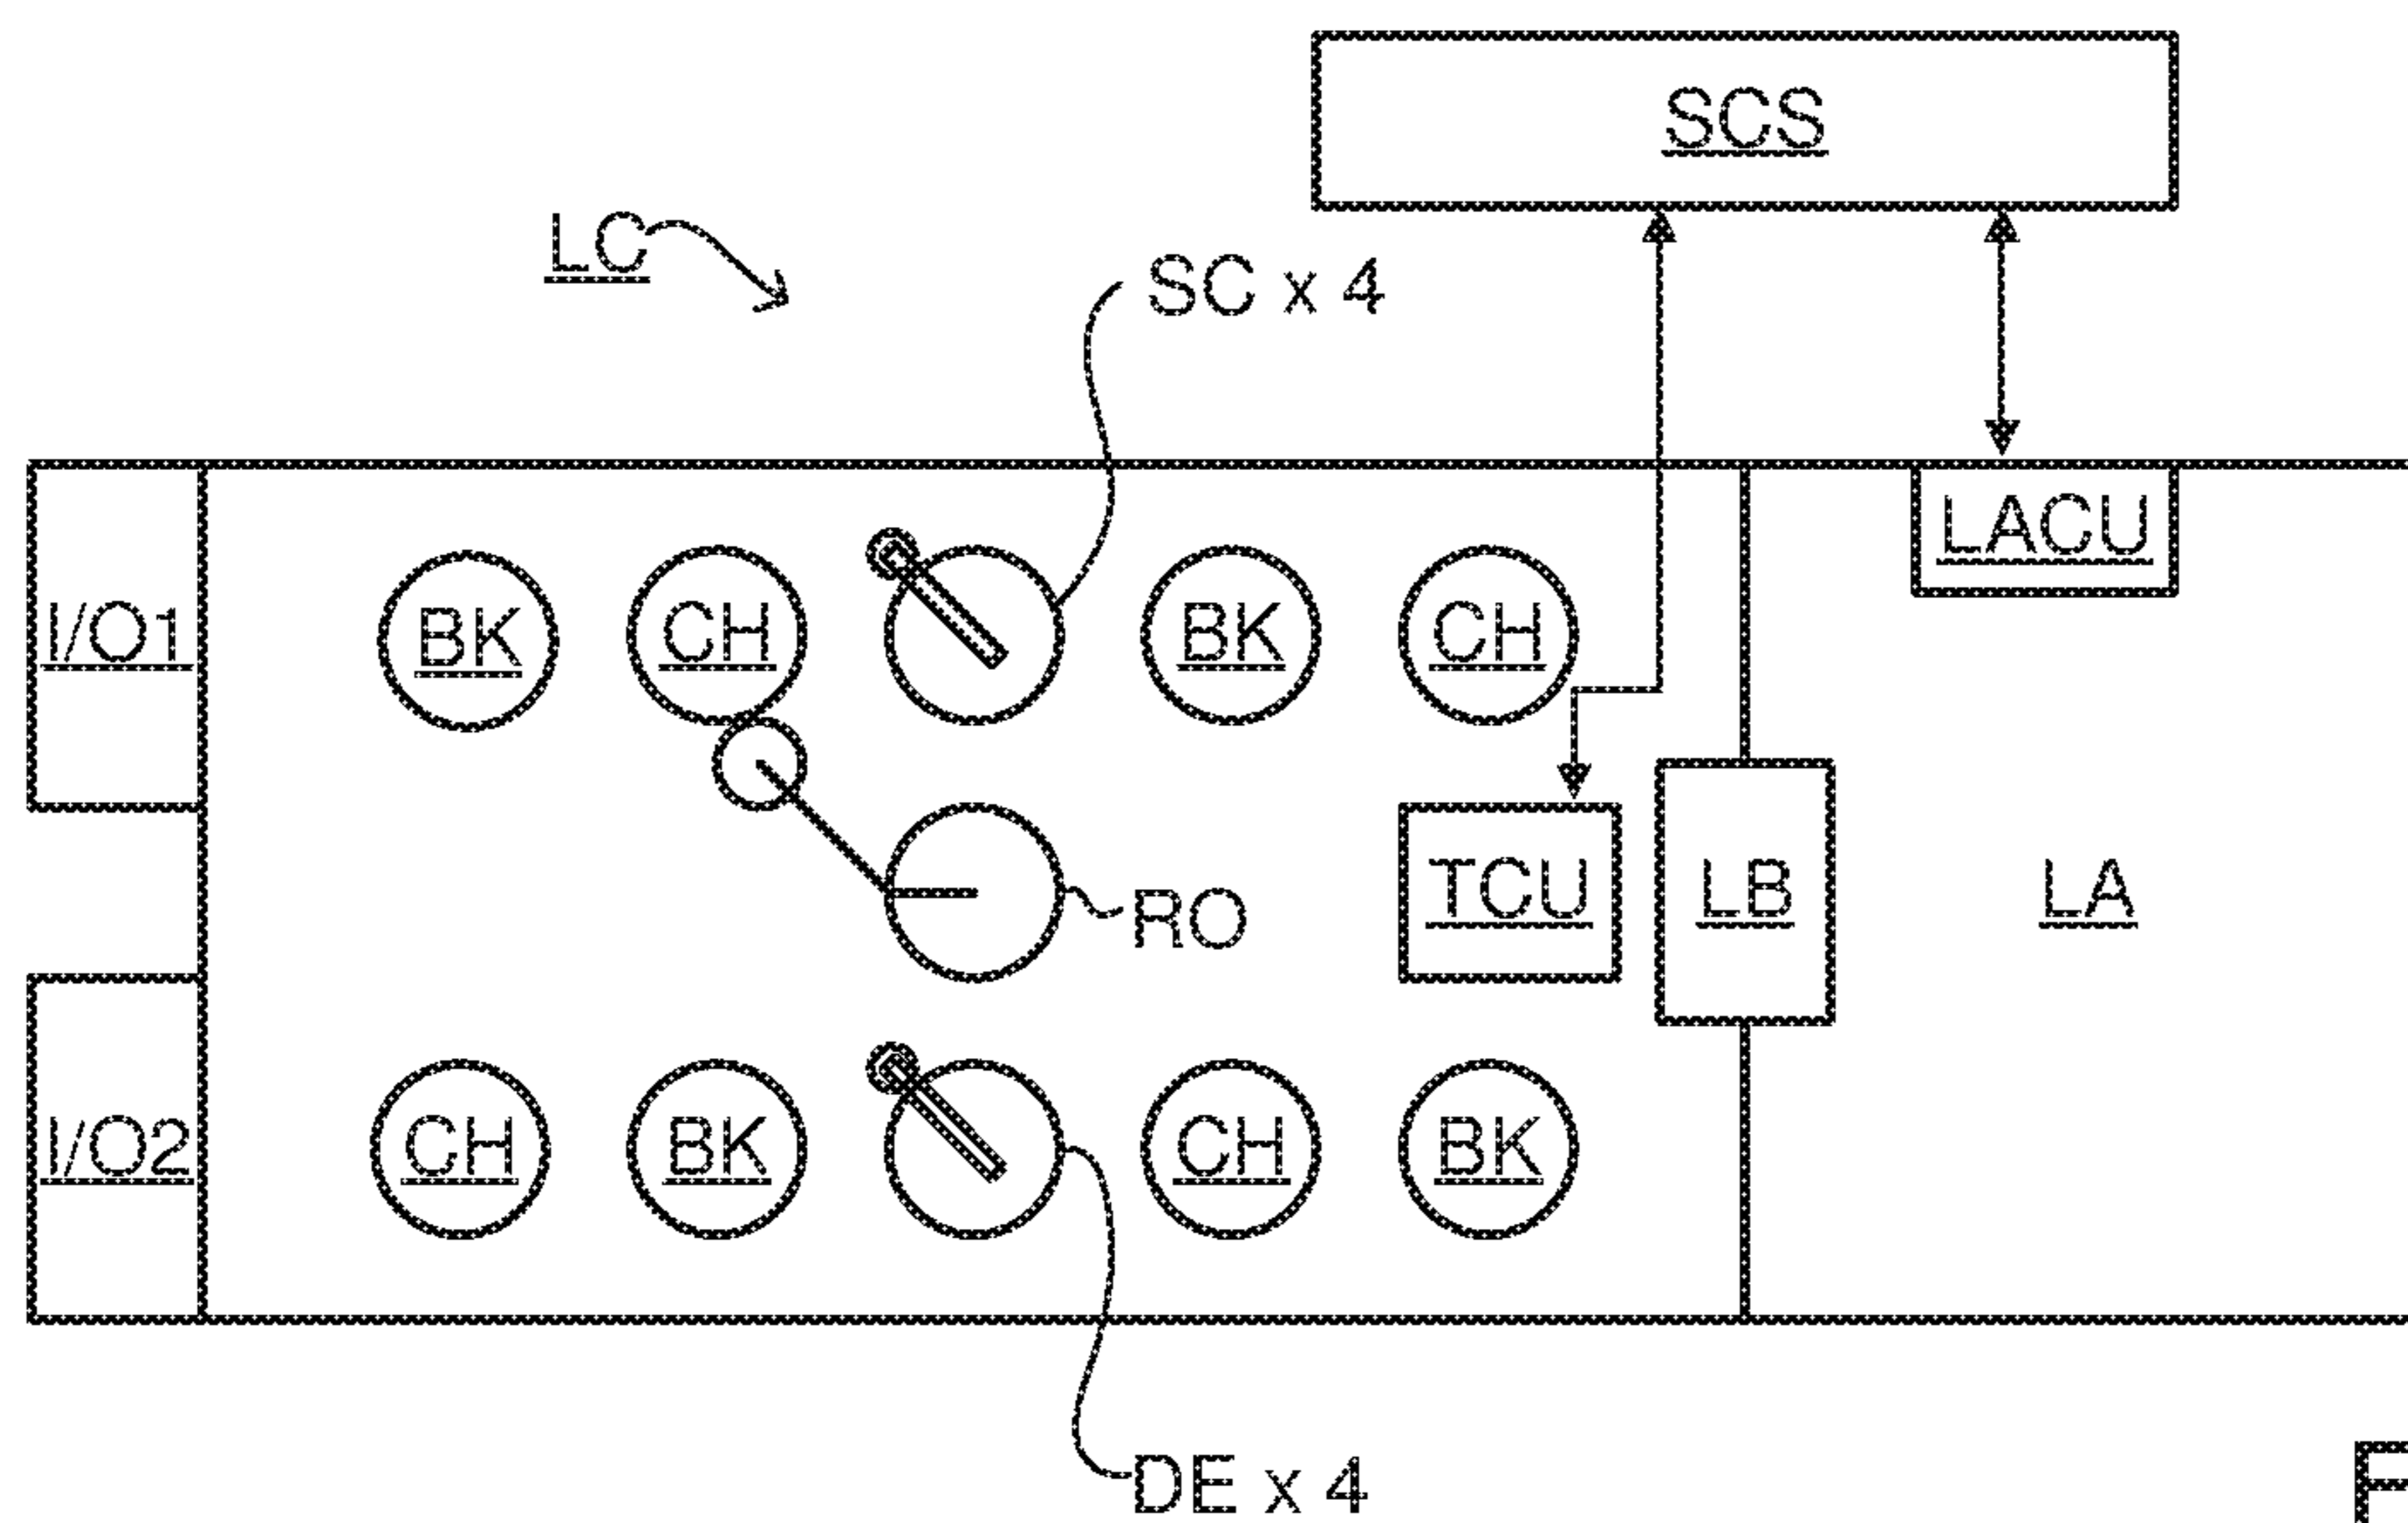 SCS
LC
SC x 4
LACU
I/O1
BK
CH
BK
CH
RO
TCU
LB
LA
I/O2
CH
BK
CH
BK
DE x 4
F